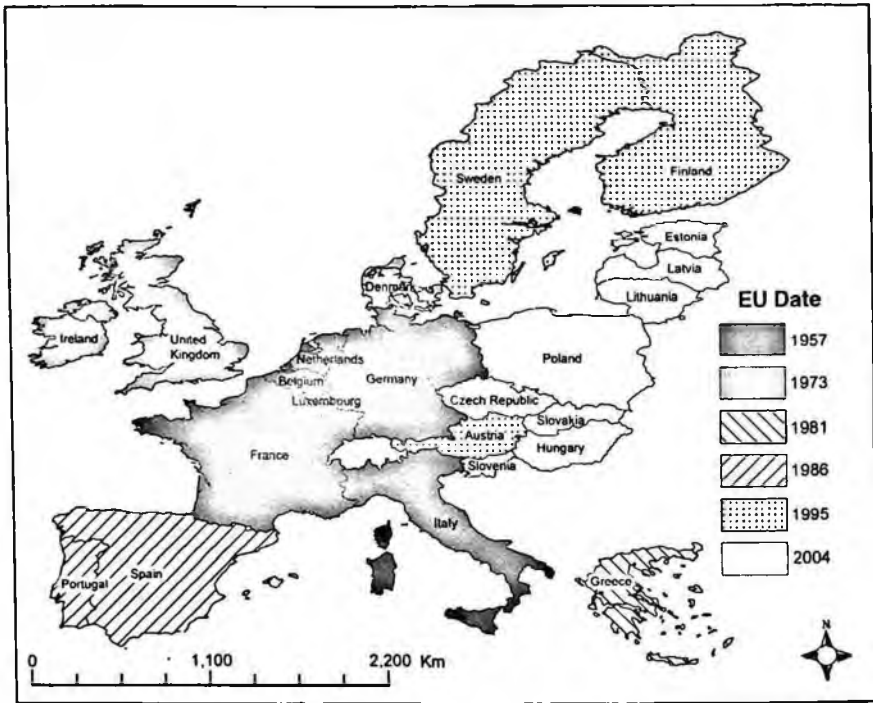 Sweden
Finland
Estonia
Latvia
Lithuania
Denmark
Ireland
United
Kingdom
Netherlands
Belgium
Luxembourg
Germany
Poland
Czech Republic
Slovakia
Austria
Hungary
Slovenia
France
Italy
Portugal
Spain
Greece
EU Date
1957
1973
1981
1986
1995
2004
0 1,100 2,200 Km
N